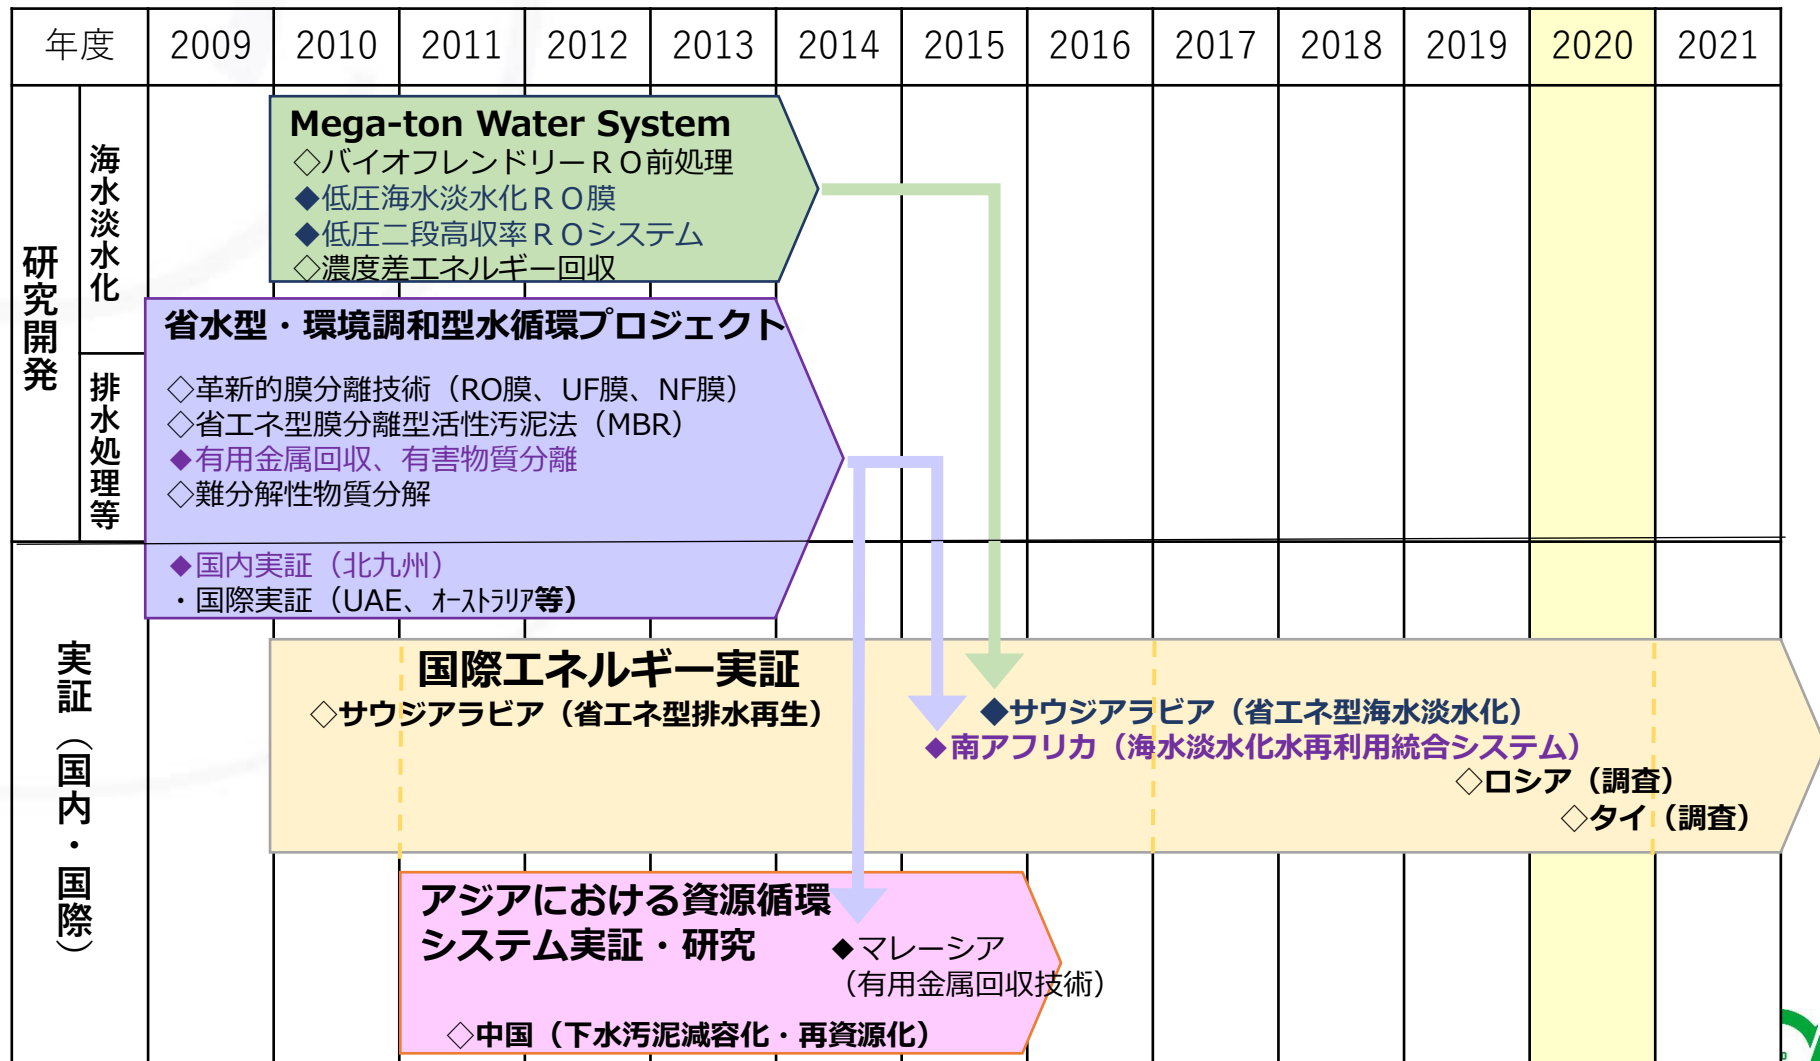 年度 2009 2010 2011 2012 2013 2014 2015 2016 2017 2018 2019 2020 2021
研究開発
海水淡水化
Mega-ton Water System
◇バイオフレンドリーＲＯ前処理
◆低圧海水淡水化ＲＯ膜
◆低圧二段高収率ＲＯシステム
◇濃度差エネルギー回収
排水処理等
省水型・環境調和型水循環プロジェクト
◇革新的膜分離技術（RO膜、UF膜、NF膜）
◇省エネ型膜分離型活性汚泥法（MBR）
◆有用金属回収、有害物質分離
◇難分解性物質分解
◆国内実証（北九州）
・国際実証（UAE、ｵｰｽﾄﾗﾘｱ等）
実証（国内・国際）
国際エネルギー実証
◇サウジアラビア（省エネ型排水再生）
◆サウジアラビア（省エネ型海水淡水化）
◆南アフリカ（海水淡水化水再利用統合システム）
◇ロシア（調査）
◇タイ（調査）
アジアにおける資源循環
システム実証・研究
◆マレーシア
（有用金属回収技術）
◇中国（下水汚泥減容化・再資源化）